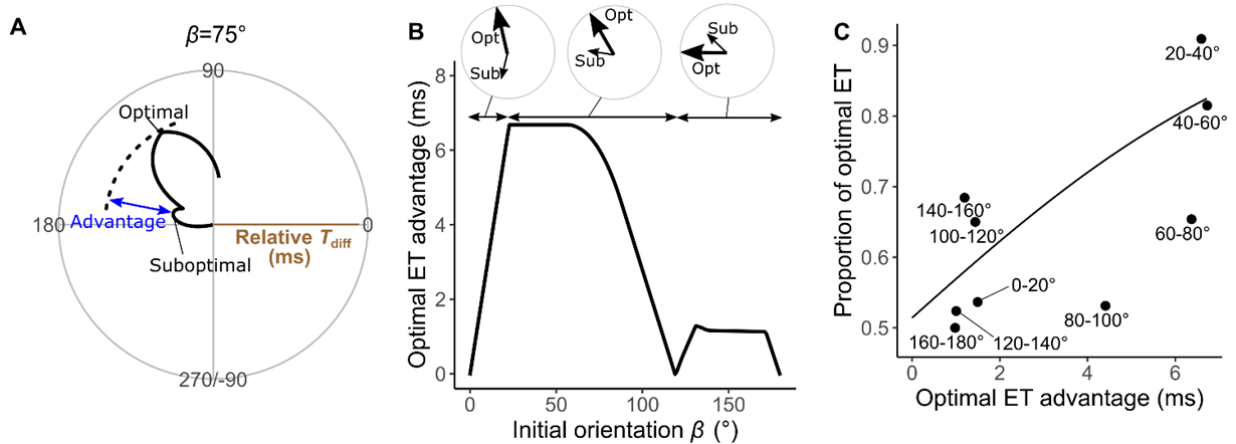 A
β=75°
90
Optimal
180
Advantage
0
Relative Tdiff
(ms)
Suboptimal
270/-90
B
Opt
Sub
Opt
Sub
Sub
Opt
Optimal ET advantage (ms)
8
6
4
2
0
0
50
100
150
Initial orientation β (°)
C
Proportion of optimal ET
0.9
0.8
0.7
0.6
0.5
20-40°
40-60°
140-160°
100-120°
60-80°
0-20°
80-100°
160-180°
120-140°
0
2
4
6
Optimal ET advantage (ms)